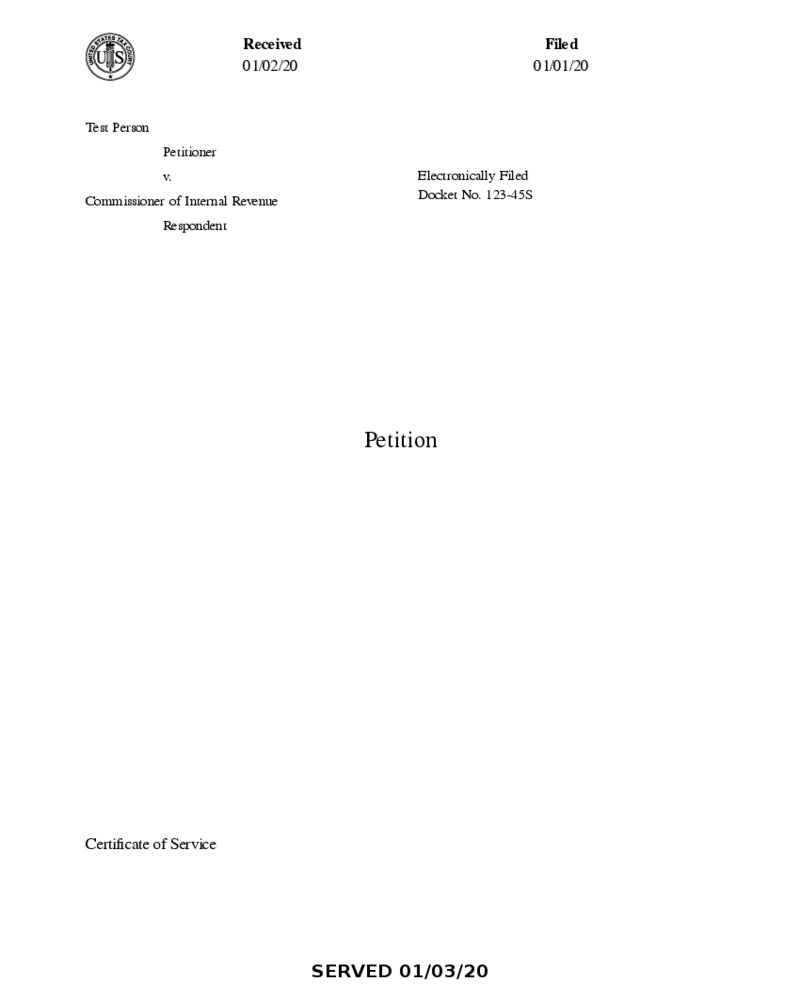 UNITED STATES TAX COURT
US
Received
01/02/20
Filed
01/01/20
Test Person
Petitioner
v.
Commissioner of Internal Revenue
Respondent
Electronically Filed
Docket No. 123-45S
Petition
Certificate of Service
SERVED 01/03/20